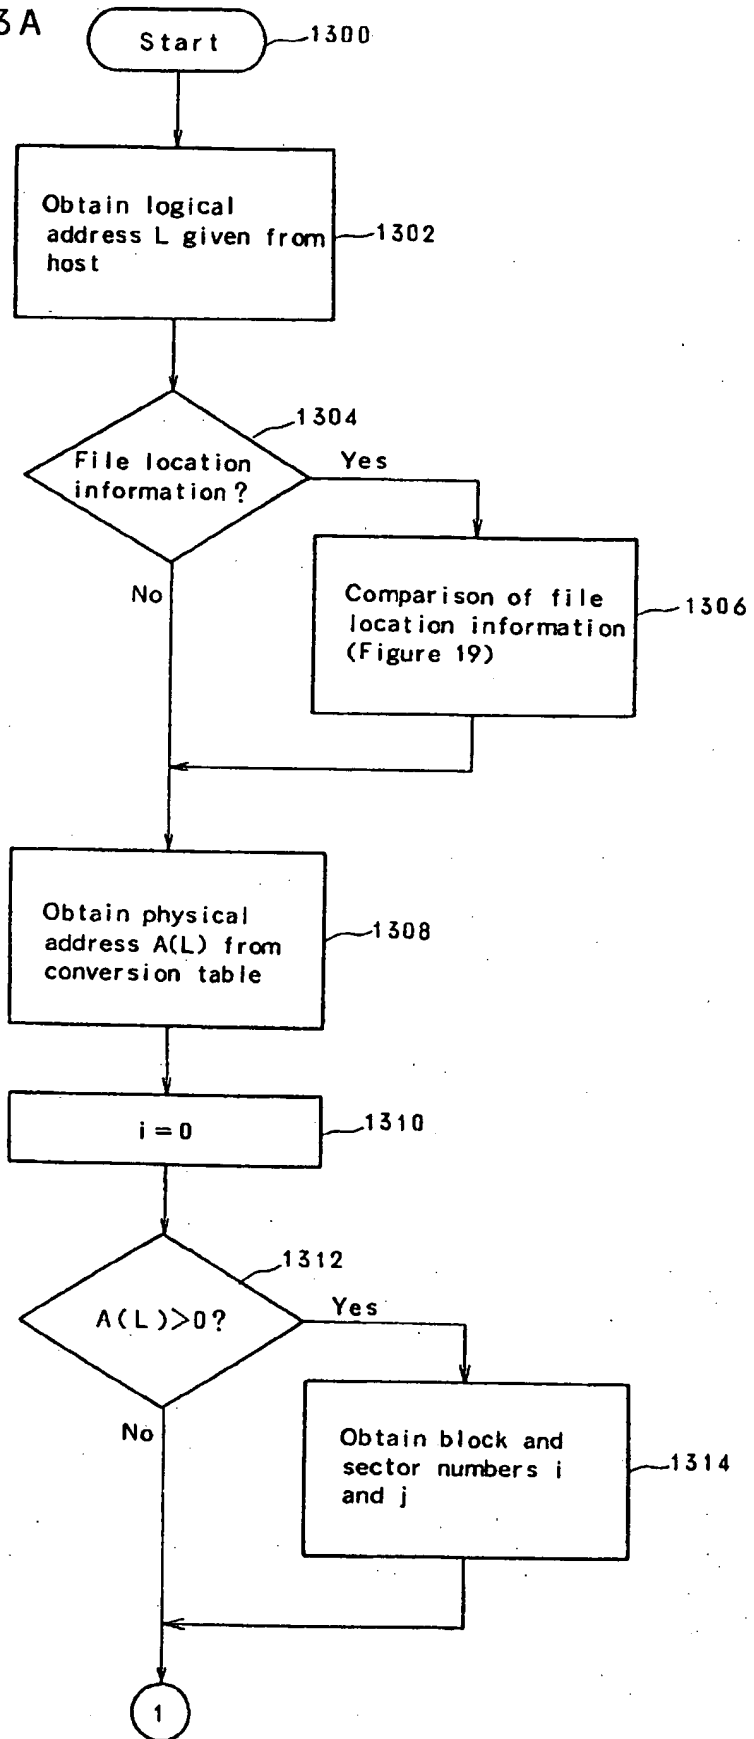 3A
Start
1300
Obtain logical
address L given from
host
1302
1304
File location
information?
Yes
No
Comparison of file
location information
(Figure 19)
1306
Obtain physical
address A(L) from
conversion table
1308
i=0
1310
1312
A(L)>0?
Yes
No
Obtain block and
sector numbers i
and j
1314
1